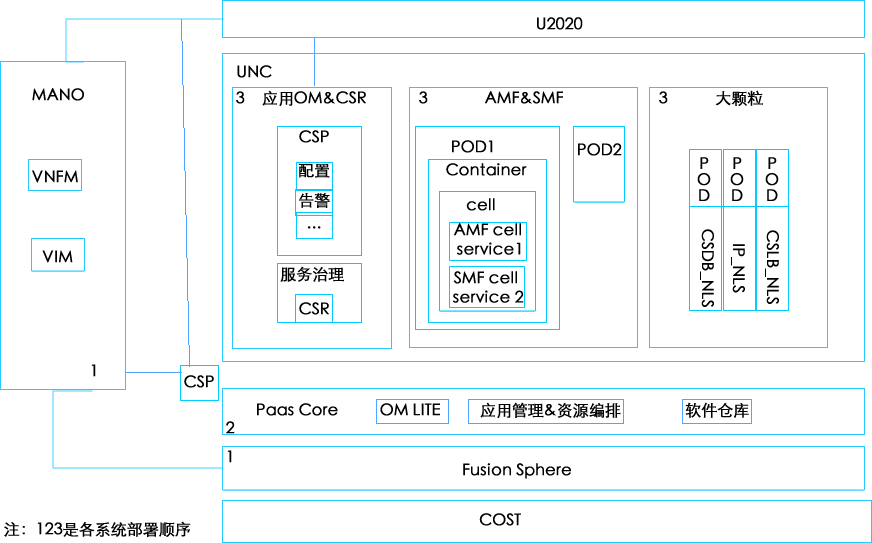 U2020
MANO
VNFM
VIM
1
CSP
UNC
3
应用OM&CSR
CSP
配置
告警
...
服务治理
CSR
3
AMF&SMF
POD1
Container
cell
AMF cell
service1
SMF cell
service 2
POD2
3
大颗粒
POD
CSDB_NLS
POD
IP_NLS
POD
CSLB_NLS
Paas Core
OM LITE
应用管理&资源编排
软件仓库
2
1
Fusion Sphere
COST
注：123是各系统部署顺序